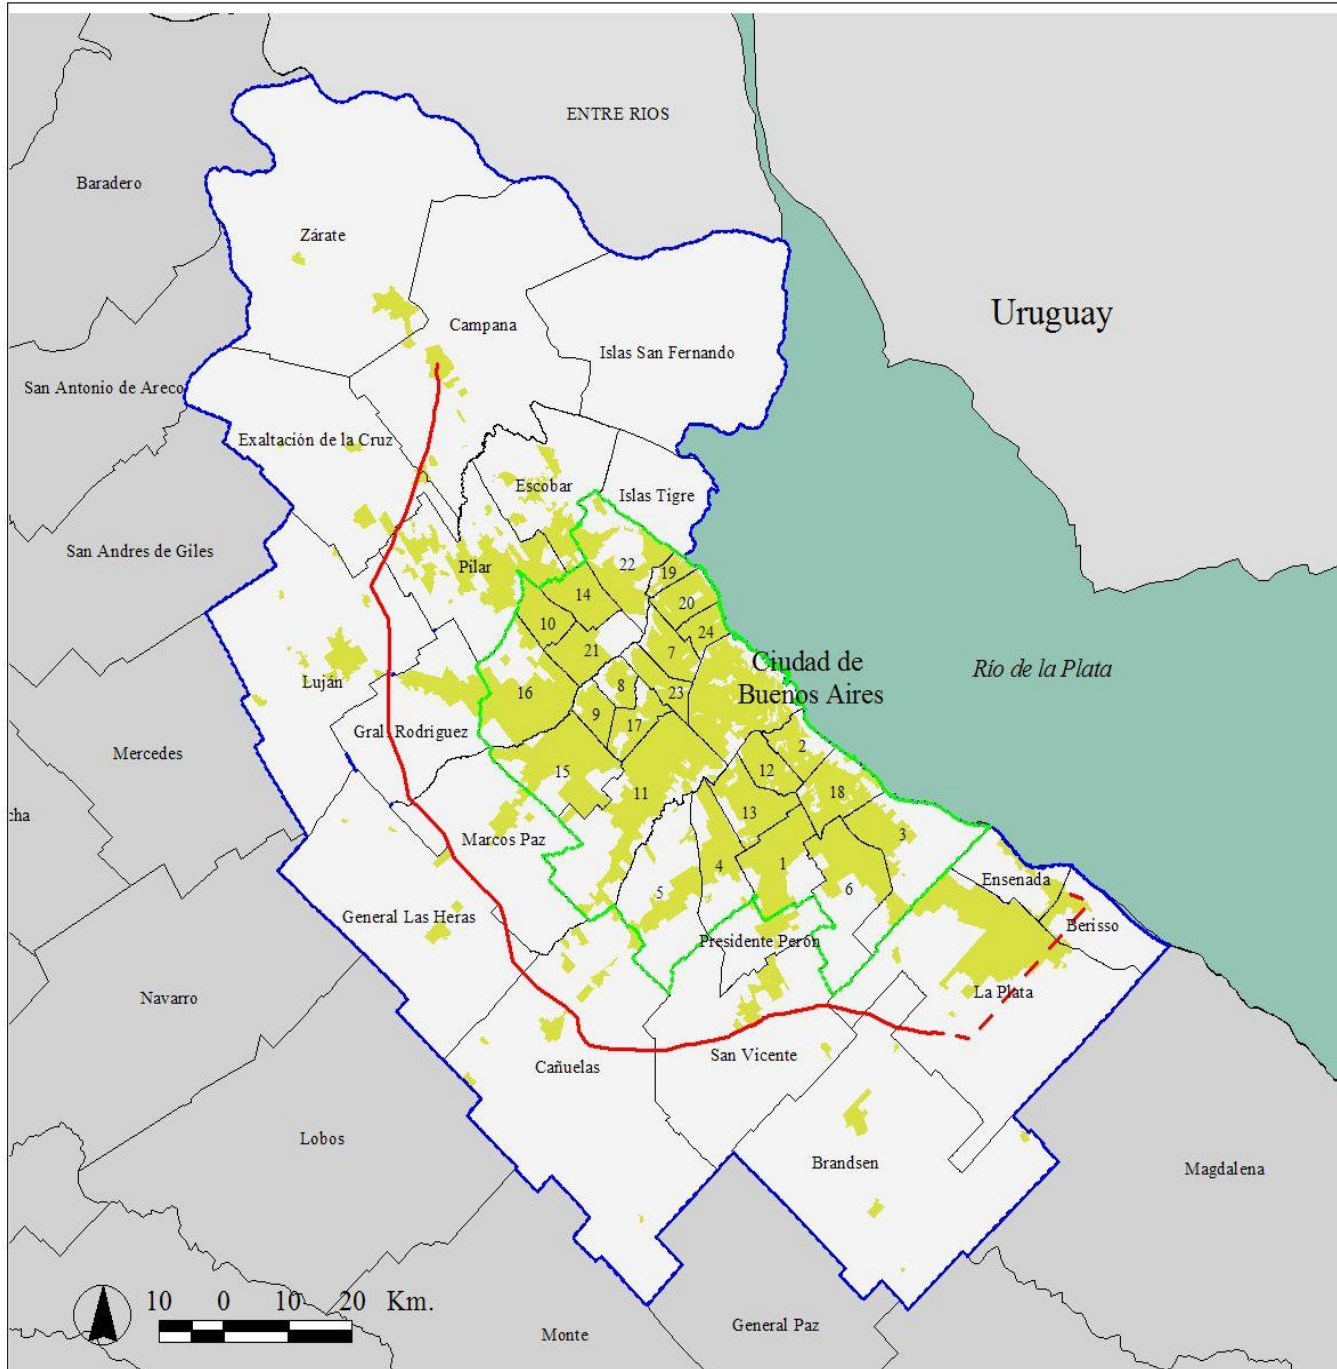 ENTRE RIOS
Baradero
Zárate
Campana
Uruguay
Islas San Fernando
San Antonio de Areco
Exaltación de la Cruz
Escobar
Islas Tigre
San Andres de Giles
Pilar
22
19
14
20
10
24
21
7
Ciudad de
Buenos Aires
Río de la Plata
Luján
16
8
23
9
17
Gral. Rodriguez
2
Mercedes
15
12
11
18
cha
13
3
Marcos Paz
4
1
5
6
Ensenada
General Las Heras
Berisso
Presidente Perón
Navarro
La Plata
San Vicente
Cañuelas
Lobos
Brandsen
Magdalena
10 0 10 20 Km.
Monte
General Paz